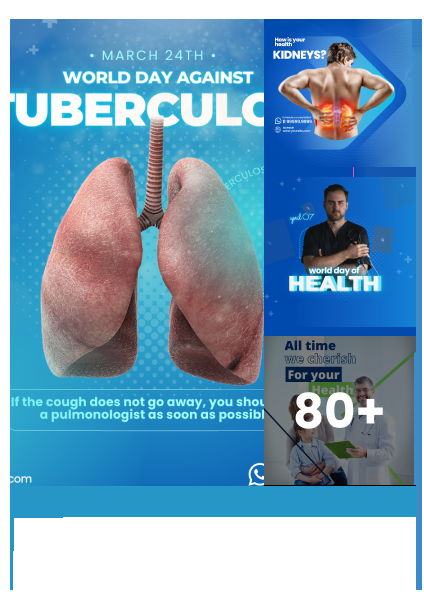 • MARCH 24TH •
WORLD DAY AGAINST
TUBERCULO
If the cough does not go away, you shou
a pulmonologist as soon as possibl
com
How is your
health
KIDNEYS?
april 07
world day of
HEALTH
All time
we cherish
For your
Health
80+